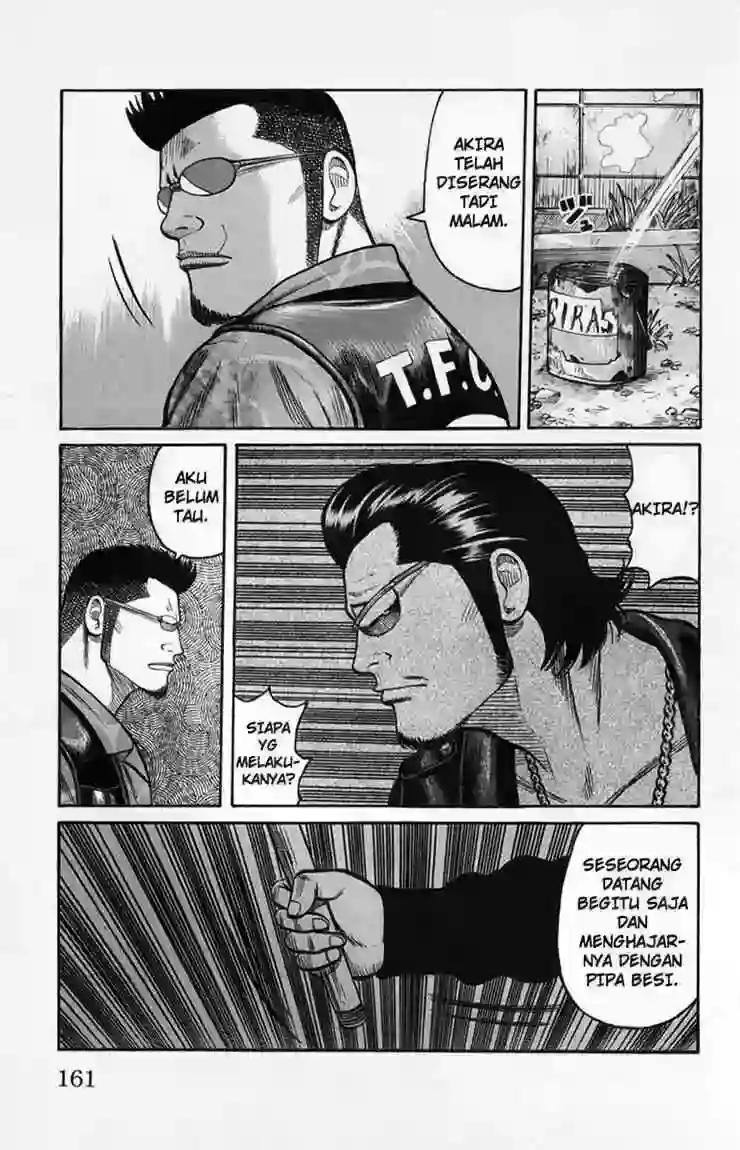 AKIRA
TELAH
DISERANG
TADI
MALAM.
SIRAS
T.F.O.
AKU
BELUM
TAU.
AKIRA!?
SIAPA
YG
MELAKU-
KANYA?
SESEORANG
DATANG
BEGITU SAJA
DAN
MENGHAJAR-
NYA DENGAN
PIPA BESI.
161